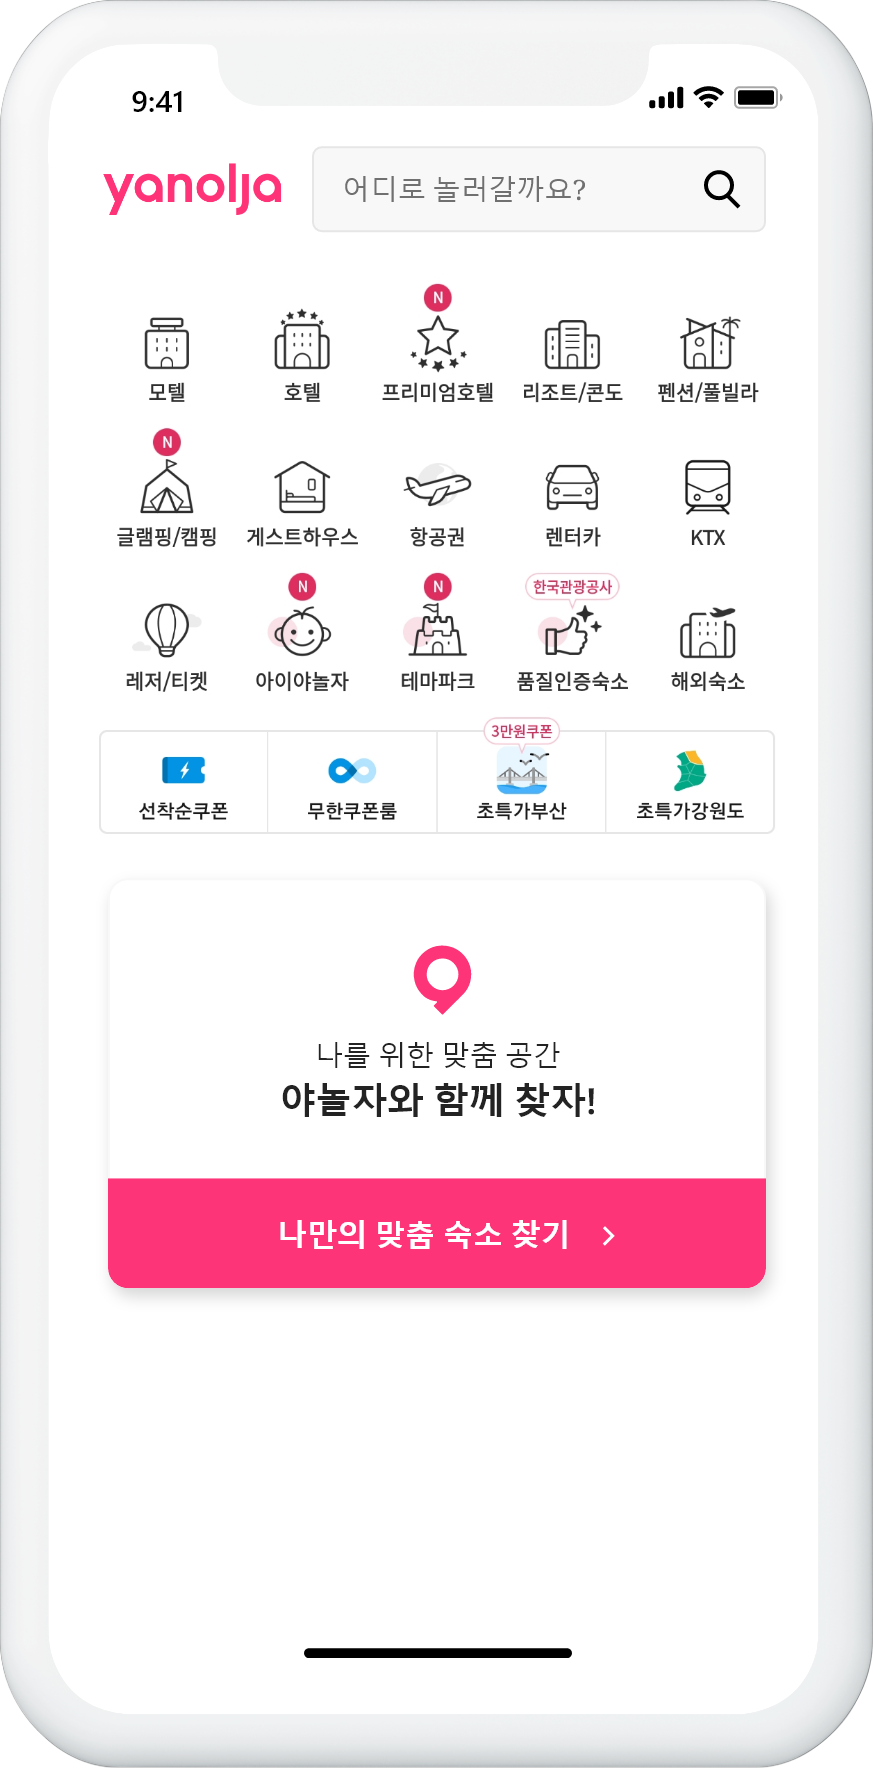 9:41
yanolja
어디로 놀러갈까요?
N
모텔
호텔
프리미엄호텔
리조트/콘도
펜션/풀빌라
N
글램핑/캠핑
게스트하우스
항공권
렌터카
KTX
N
N
한국관광공사
레저/티켓
아이야놀자
테마파크
품질인증숙소
해외숙소
3만원쿠폰
선착순쿠폰
무한쿠폰룸
초특가부산
초특가강원도
나를 위한 맞춤 공간
야놀자와 함께 찾자!
나만의 맞춤 숙소 찾기